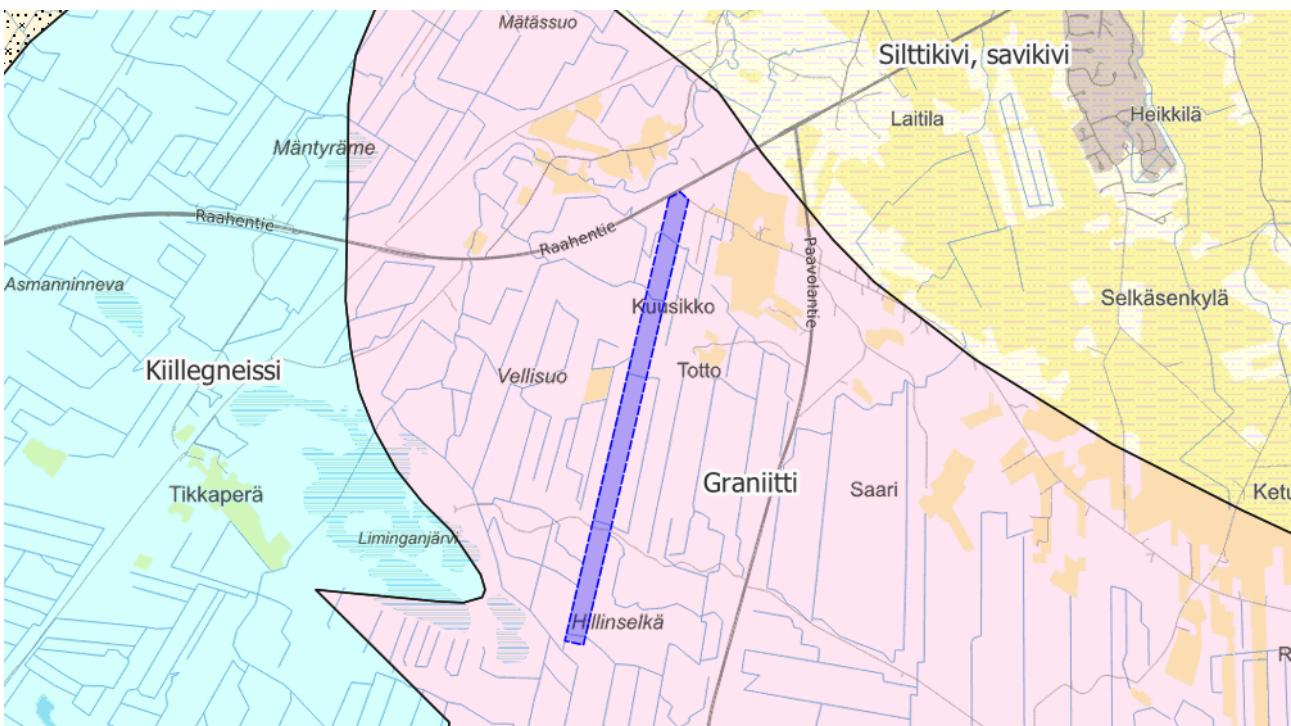 Mätässuo
Silttikivi, savikivi
Laitila
Heikkilä
Mäntyräme
Raahentie
Raahentie
Paavolantie
Asmanninneva
Kuusikko
Selkäsenkylä
Kiillegneissi
Vellisuo
Totto
Graniitti
Saari
Tikkaperä
Ketu
Liminganjärvi
Hillinselkä
R